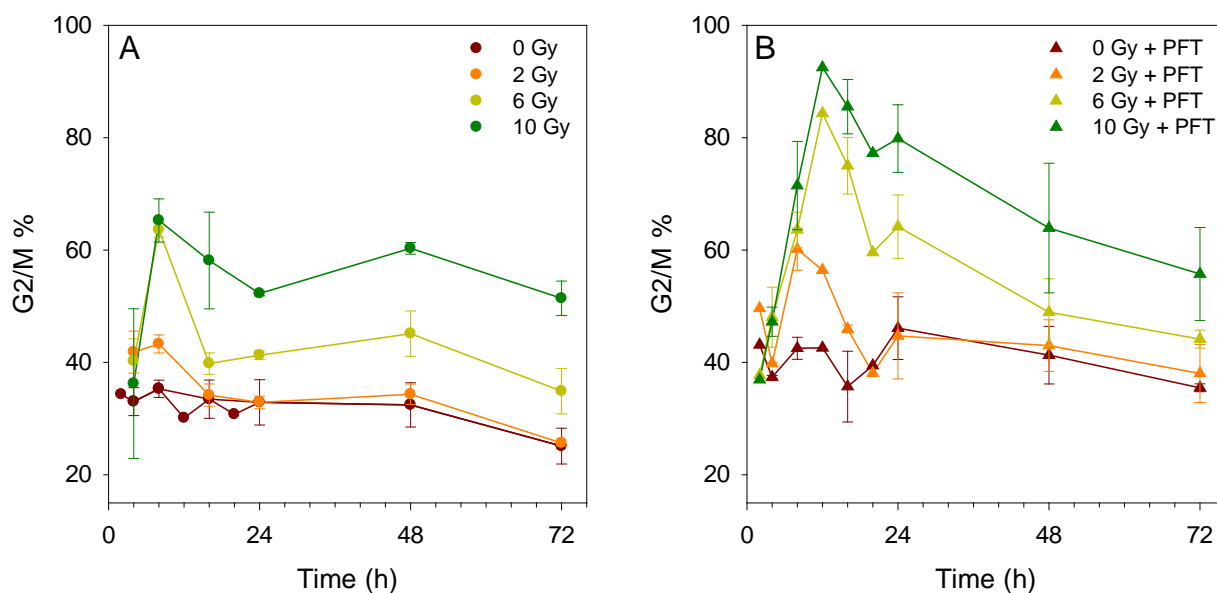 A
0 Gy
2 Gy
6 Gy
10 Gy
100
80
60
40
20
G2/M %
0
24
48
72
Time (h)
B
0 Gy + PFT
2 Gy + PFT
6 Gy + PFT
10 Gy + PFT
100
80
60
40
20
G2/M %
0
24
48
72
Time (h)